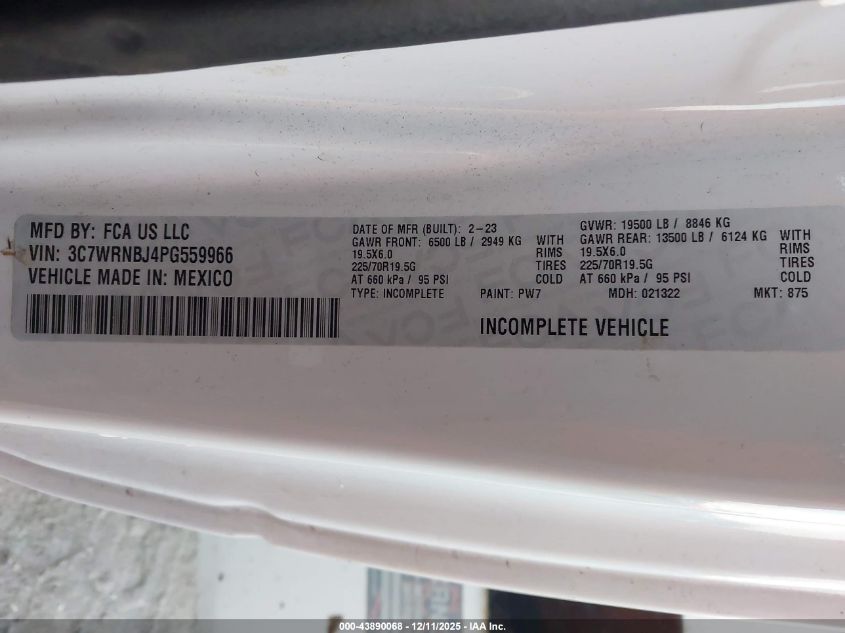 MFD BY: FCA US LLC
VIN: 3C7WRNBJ4PG559966
VEHICLE MADE IN: MEXICO
DATE OF MFR (BUILT): 2-23
GAWR FRONT: 6500 LB / 2949 KG WITH
19.5X6.0 RIMS
225/70R19.5G TIRES
AT 660 kPa / 95 PSI COLD
TYPE: INCOMPLETE
GVWR: 19500 LB / 8846 KG
GAWR REAR: 13500 LB / 6124 KG WITH
19.5X6.0 RIMS
225/70R19.5G TIRES
AT 660 kPa / 95 PSI COLD
PAINT: PW7 MDH: 021322 MKT: 875
INCOMPLETE VEHICLE
000-43890068 - 12/11/2025 - IAA Inc.